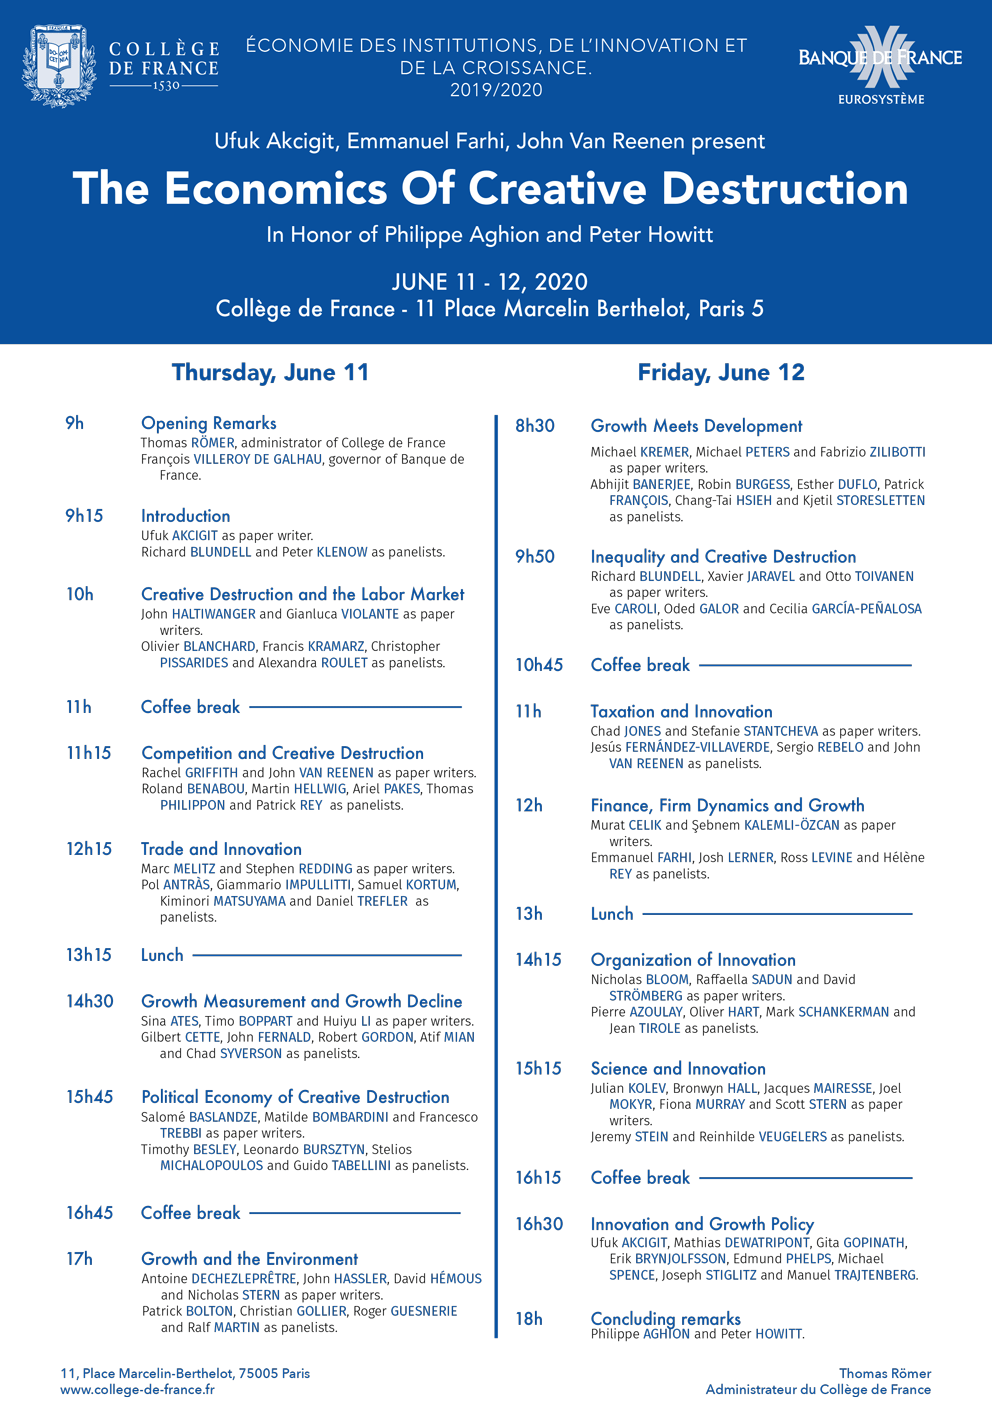 COLLÈGE
DE FRANCE
1530
ÉCONOMIE DES INSTITUTIONS, DE L'INNOVATION ET
DE LA CROISSANCE.
2019/2020
BANQUE DE FRANCE
EUROSYSTÈME
Ufuk Akcigit, Emmanuel Farhi, John Van Reenen present
The Economics Of Creative Destruction
In Honor of Philippe Aghion and Peter Howitt
JUNE 11 - 12, 2020
Collège de France - 11 Place Marcelin Berthelot, Paris 5
Thursday, June 11
9h Opening Remarks
Thomas RÖMER, administrator of College de France
François VILLEROY DE GALHAU, governor of Banque de
France.
9h15 Introduction
Ufuk AKCIGIT as paper writer.
Richard BLUNDELL and Peter KLENOW as panelists.
10h Creative Destruction and the Labor Market
John HALTIWANGER and Gianluca VIOLANTE as paper
writers.
Olivier BLANCHARD, Francis KRAMARZ, Christopher
PISSARIDES and Alexandra ROULET as panelists.
11h Coffee break
11h15 Competition and Creative Destruction
Rachel GRIFFITH and John VAN REENEN as paper writers.
Roland BENABOU, Martin HELLWIG, Ariel PAKES, Thomas
PHILIPPON and Patrick REY as panelists.
12h15 Trade and Innovation
Marc MELITZ and Stephen REDDING as paper writers.
Pol ANTRÀS, Giammario IMPULLITTI, Samuel KORTUM,
Kiminori MATSUYAMA and Daniel TREFLER as
panelists.
13h15 Lunch
14h30 Growth Measurement and Growth Decline
Sina ATES, Timo BOPPART and Huiyu LI as paper writers.
Gilbert CETTE, John FERNALD, Robert GORDON, Atif MIAN
and Chad SYVERSON as panelists.
15h45 Political Economy of Creative Destruction
Salomé BASLANDZE, Matilde BOMBARDINI and Francesco
TREBBI as paper writers.
Timothy BESLEY, Leonardo BURSZTYN, Stelios
MICHALOPOULOS and Guido TABELLINI as panelists.
16h45 Coffee break
17h Growth and the Environment
Antoine DECHEZLEPRÊTRE, John HASSLER, David HÉMOUS
and Nicholas STERN as paper writers.
Patrick BOLTON, Christian GOLLIER, Roger GUESNERIE
and Ralf MARTIN as panelists.
Friday, June 12
8h30 Growth Meets Development
Michael KREMER, Michael PETERS and Fabrizio ZILIBOTTI
as paper writers.
Abhijit BANERJEE, Robin BURGESS, Esther DUFLO, Patrick
FRANÇOIS, Chang-Tai HSIEH and Kjetil STORESLETTEN
as panelists.
9h50 Inequality and Creative Destruction
Richard BLUNDELL, Xavier JARAVEL and Otto TOIVANEN
as paper writers.
Eve CAROLI, Oded GALOR and Cecilia GARCÍA-PEÑALOSA
as panelists.
10h45 Coffee break
11h Taxation and Innovation
Chad JONES and Stefanie STANTCHEVA as paper writers.
Jesús FERNÁNDEZ-VILLAVERDE, Sergio REBELO and John
VAN REENEN as panelists.
12h Finance, Firm Dynamics and Growth
Murat CELIK and Şebnem KALEMLI-ÖZCAN as paper
writers.
Emmanuel FARHI, Josh LERNER, Ross LEVINE and Hélène
REY as panelists.
13h Lunch
14h15 Organization of Innovation
Nicholas BLOOM, Raffaella SADUN and David
STRÖMBERG as paper writers.
Pierre AZOULAY, Oliver HART, Mark SCHANKERMAN and
Jean TIROLE as panelists.
15h15 Science and Innovation
Julian KOLEV, Bronwyn HALL, Jacques MAIRESSE, Joel
MOKYR, Fiona MURRAY and Scott STERN as paper
writers.
Jeremy STEIN and Reinhilde VEUGELERS as panelists.
16h15 Coffee break
16h30 Innovation and Growth Policy
Ufuk AKCIGIT, Mathias DEWATRIPONT, Gita GOPINATH,
Erik BRYNJOLFSSON, Edmund PHELPS, Michael
SPENCE, Joseph STIGLITZ and Manuel TRAJTENBERG.
18h Concluding remarks
Philippe AGHION and Peter HOWITT.
11, Place Marcelin-Berthelot, 75005 Paris
www.college-de-france.fr
Thomas Römer
Administrateur du Collège de France